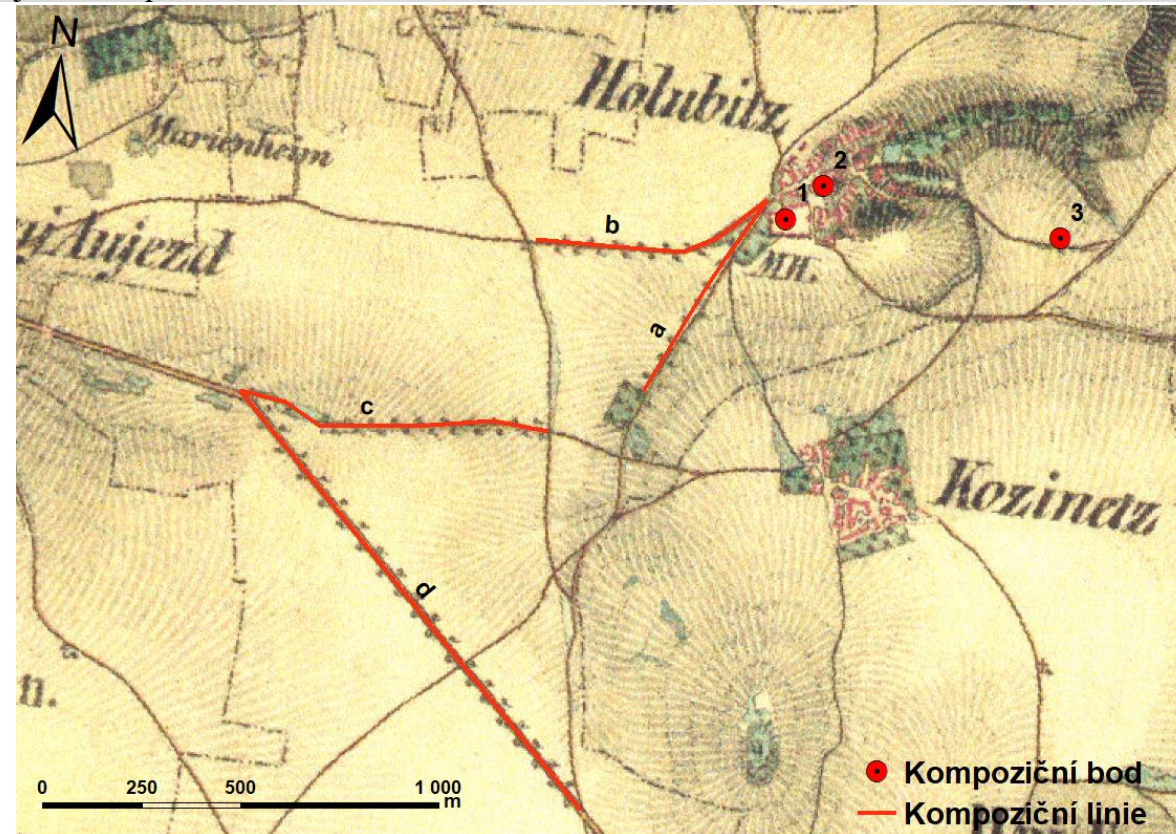 N
Holubitz
Marienheim
2
1
3
b
Aujezd
MH.
a
c
Kozinetz
d
Kompoziční bod
0 250 500 1 000
m
Kompoziční linie